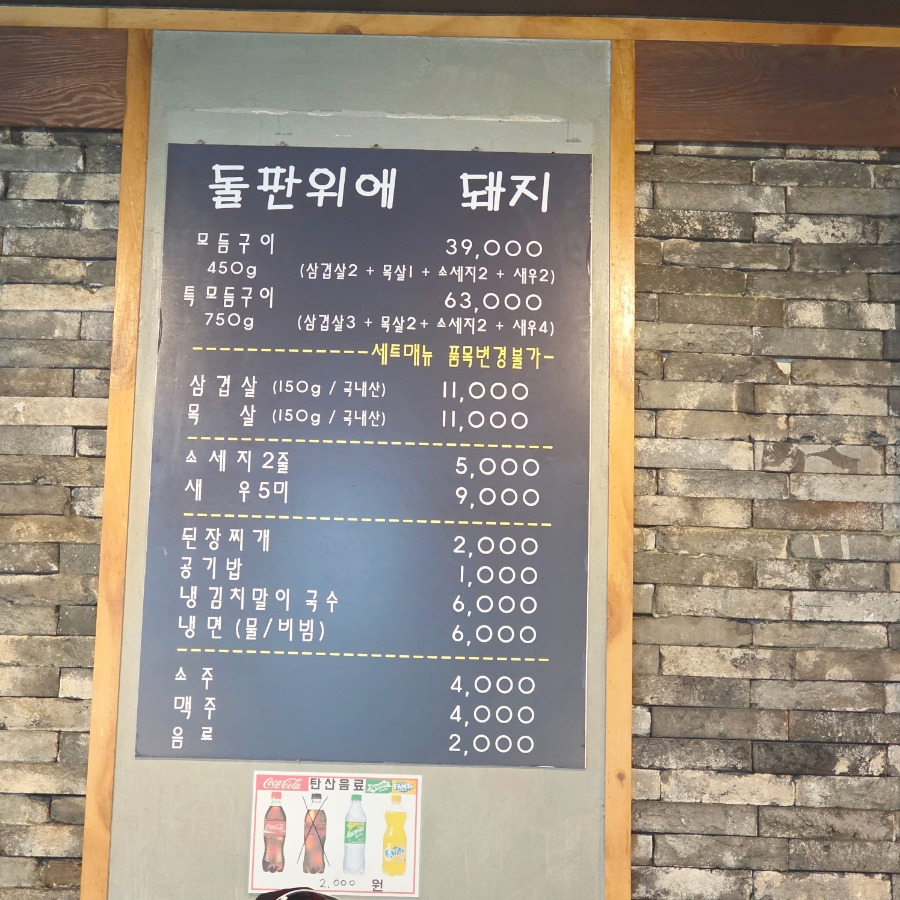 돌판위애 돼지
모듬구이 39,000
450g (삼겹살2 + 목살1 + 소세지2 + 새우2)
특모듬구이 63,000
750g (삼겹살3 + 목살2+ 소세지2 + 새우4)
세트매뉴 품목변경불가
삼겹살 (150g / 국내산) 11,000
목 살 (150g / 국내산) 11,000
소세지2줄 5,000
새 우5미 9,000
된장찌개 2,000
공기밥 1,000
냉김치말이 국수 6,000
냉면 (물/비빔) 6,000
소주 4,000
맥주 4,000
음료 2,000
Coca-Cola 탄산음료 FANTA
2,000 원